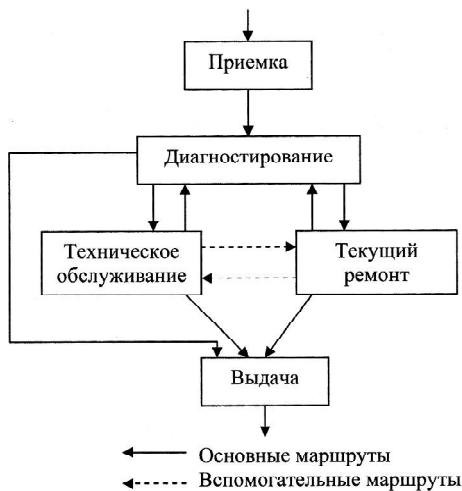 Приемка
Диагностирование
Техническое
обслуживание
Текущий
ремонт
Выдача
Основные маршруты
Вспомогательные маршруты